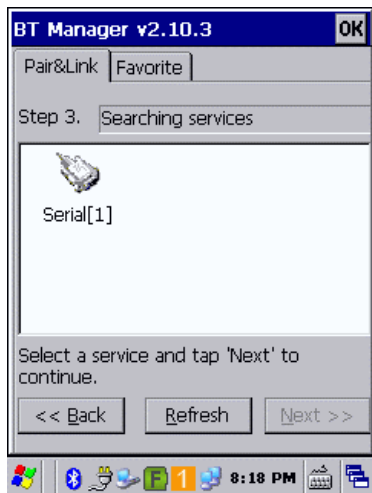 BT Manager v2.10.3 OK
Pair&Link Favorite
Step 3. Searching services
Serial[1]
Select a service and tap 'Next' to
continue.
<< Back Refresh Next >>
F 1 8:18 PM